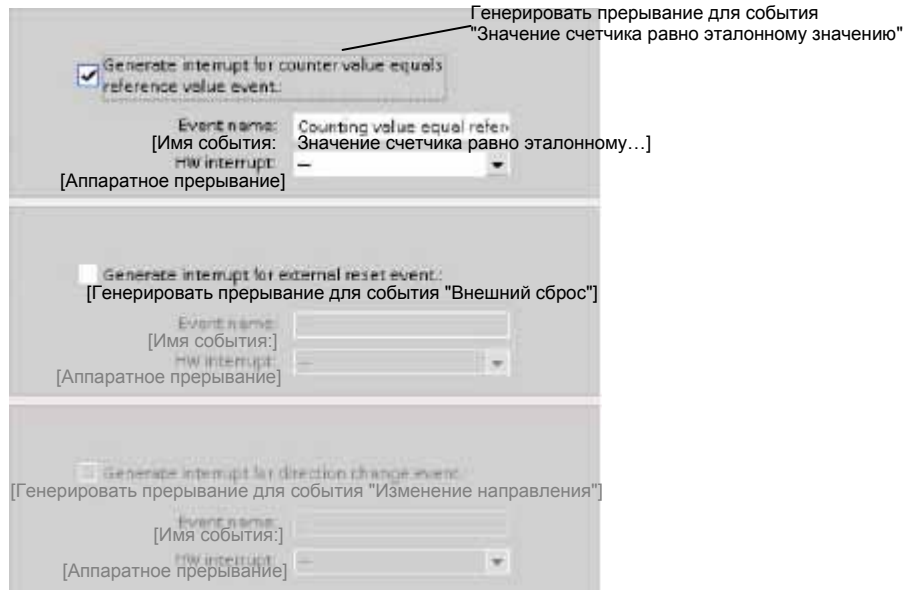 Генерировать прерывание для события
"Значение счетчика равно эталонному значению"
Generate interrupt for counter value equals
reference value event.:
Event name: Counting value equal refere
[Имя события: Значение счетчика равно эталонному…]
HW interrupt: ---
[Аппаратное прерывание]
Generate interrupt for external reset event.:
[Генерировать прерывание для события "Внешний сброс"]
Event name:
[Имя события:]
HW interrupt: ---
[Аппаратное прерывание]
Generate interrupt for direction change event.:
[Генерировать прерывание для события "Изменение направления"]
Event name:
[Имя события:]
HW interrupt: ---
[Аппаратное прерывание]